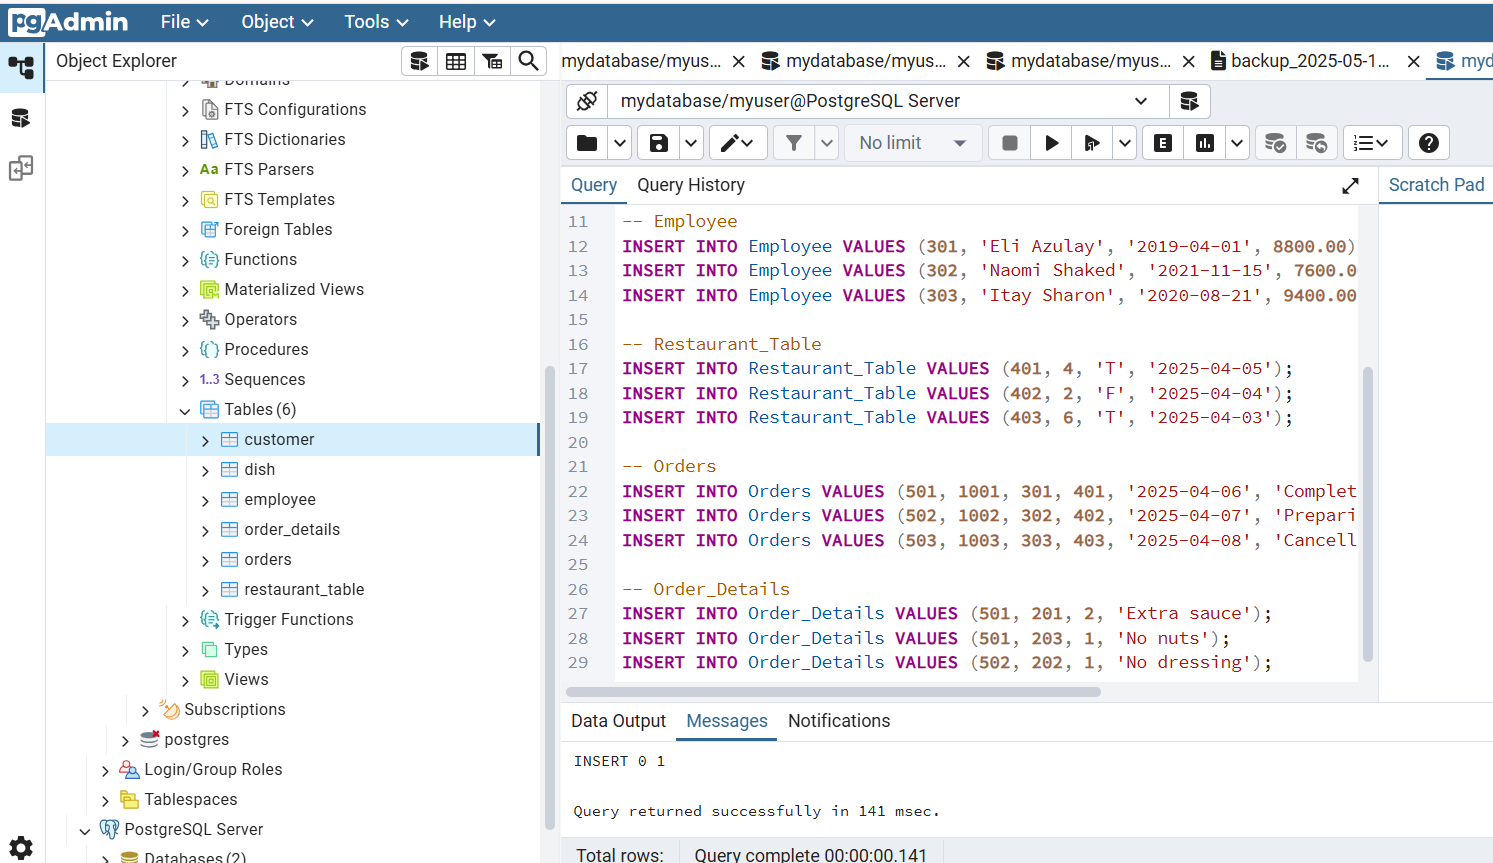 pgAdmin File Object Tools Help
Object Explorer
mydatabase/myus... mydatabase/myus... mydatabase/myus... backup_2025-05-1... myd
mydatabase/myuser@PostgreSQL Server
No limit
E
Query Query History
Scratch Pad
Domains
FTS Configurations
FTS Dictionaries
Aa FTS Parsers
FTS Templates
Foreign Tables
Functions
Materialized Views
Operators
Procedures
1..3 Sequences
Tables (6)
customer
dish
employee
order_details
orders
restaurant_table
Trigger Functions
Types
Views
Subscriptions
postgres
Login/Group Roles
Tablespaces
PostgreSQL Server
Databases (2)
11 -- Employee
12 INSERT INTO Employee VALUES (301, 'Eli Azulay', '2019-04-01', 8800.00)
13 INSERT INTO Employee VALUES (302, 'Naomi Shaked', '2021-11-15', 7600.0
14 INSERT INTO Employee VALUES (303, 'Itay Sharon', '2020-08-21', 9400.00
15
16 -- Restaurant_Table
17 INSERT INTO Restaurant_Table VALUES (401, 4, 'T', '2025-04-05');
18 INSERT INTO Restaurant_Table VALUES (402, 2, 'F', '2025-04-04');
19 INSERT INTO Restaurant_Table VALUES (403, 6, 'T', '2025-04-03');
20
21 -- Orders
22 INSERT INTO Orders VALUES (501, 1001, 301, 401, '2025-04-06', 'Complet
23 INSERT INTO Orders VALUES (502, 1002, 302, 402, '2025-04-07', 'Prepari
24 INSERT INTO Orders VALUES (503, 1003, 303, 403, '2025-04-08', 'Cancell
25
26 -- Order_Details
27 INSERT INTO Order_Details VALUES (501, 201, 2, 'Extra sauce');
28 INSERT INTO Order_Details VALUES (501, 203, 1, 'No nuts');
29 INSERT INTO Order_Details VALUES (502, 202, 1, 'No dressing');
Data Output Messages Notifications
INSERT 0 1
Query returned successfully in 141 msec.
Total rows: Query complete 00:00:00.141